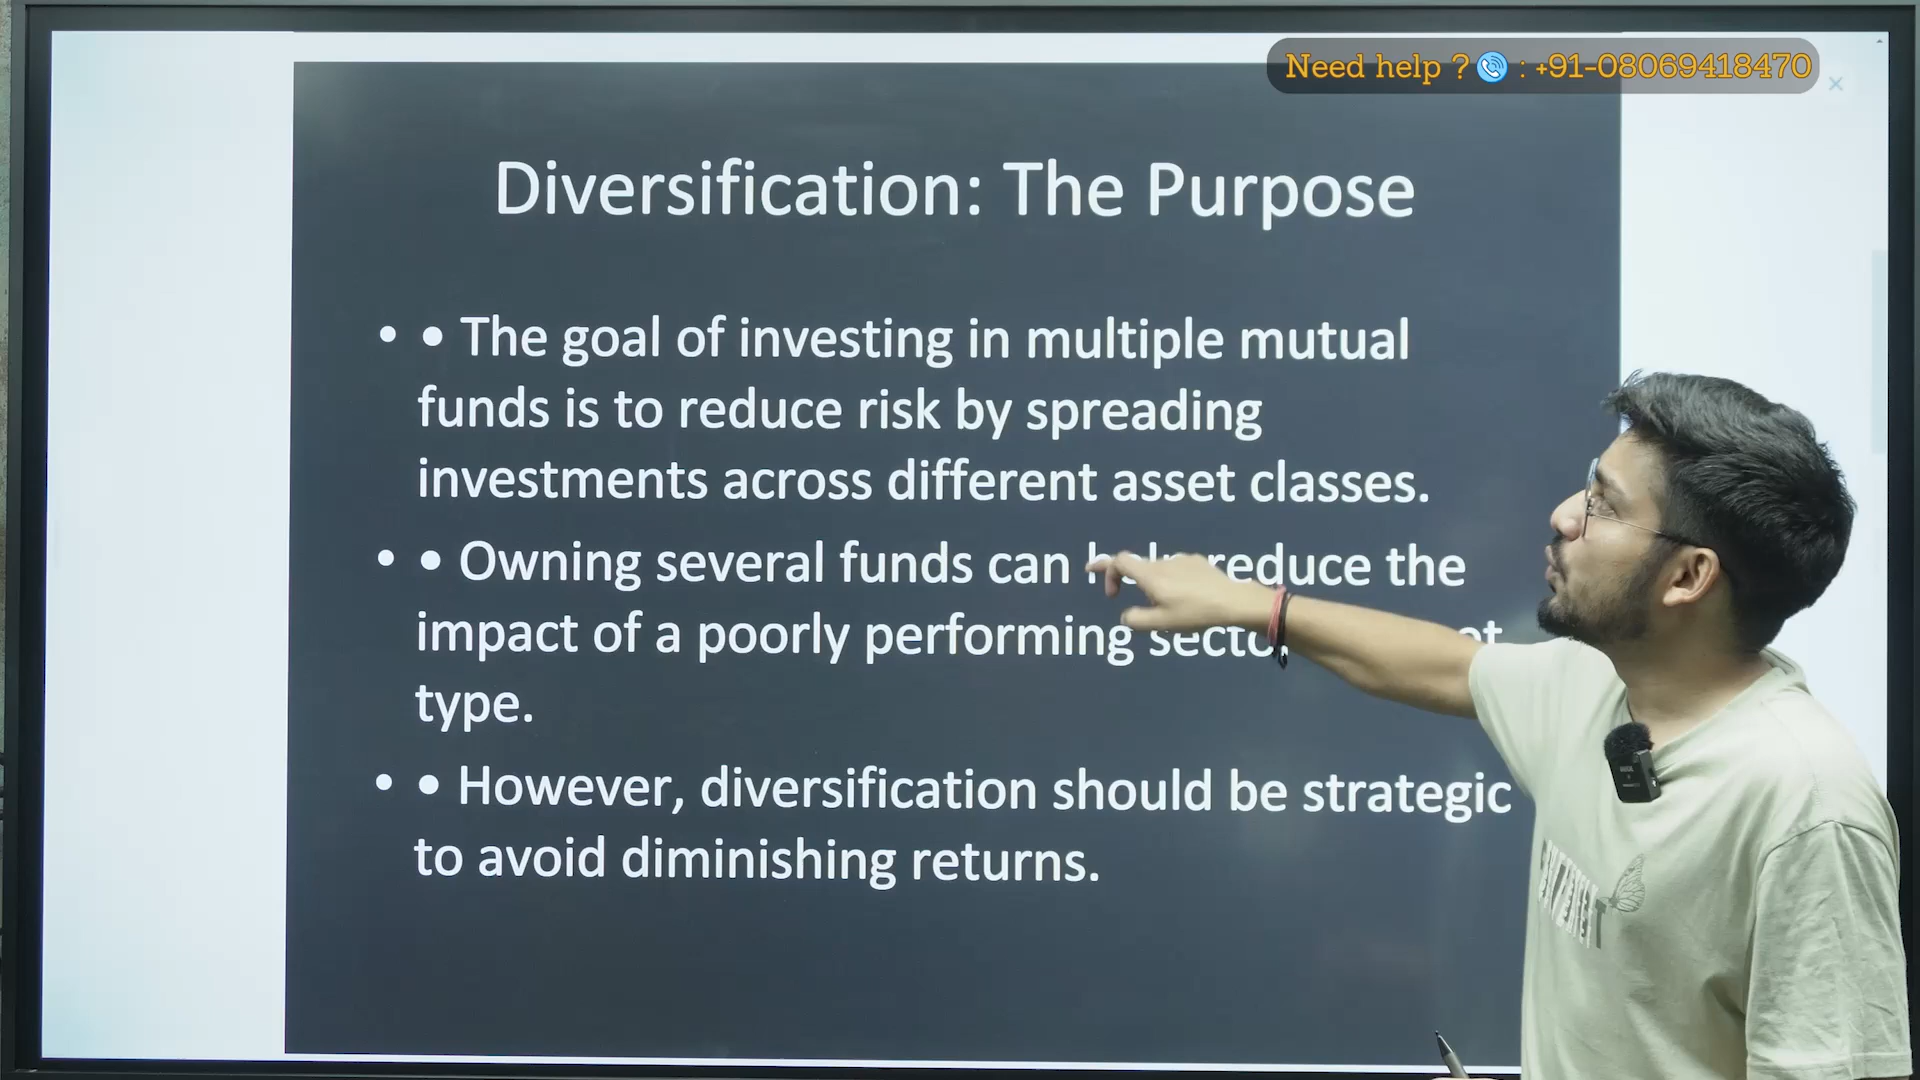 Need help ? : +91-08069418470
Diversification: The Purpose
• • The goal of investing in multiple mutual
funds is to reduce risk by spreading
investments across different asset classes.
• • Owning several funds can help reduce the
impact of a poorly performing
type.
• • However, diversification should be strategic
to avoid diminishing returns.